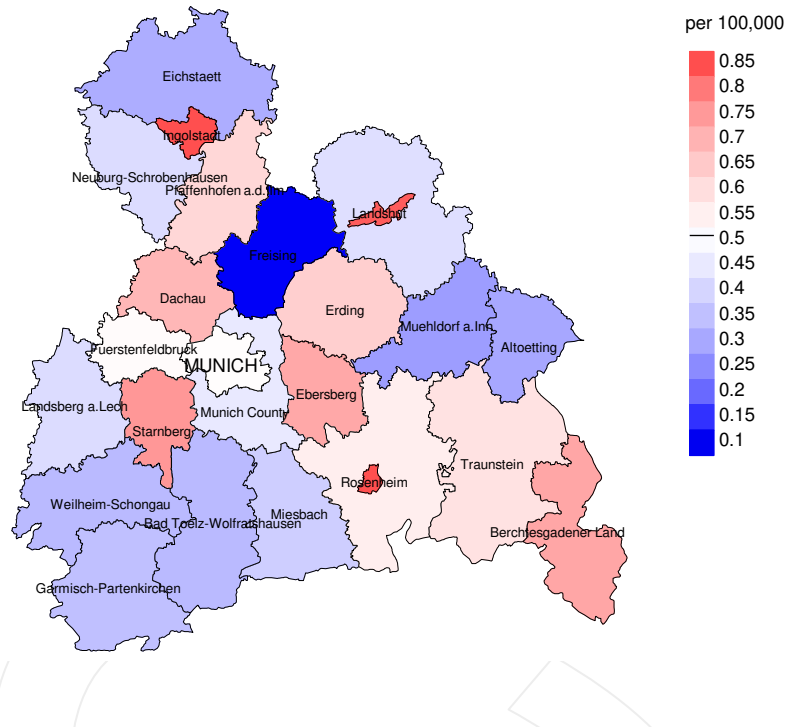 per 100,000
0.85
0.8
0.75
0.7
0.65
0.6
0.55
0.5
0.45
0.4
0.35
0.3
0.25
0.2
0.15
0.1
Eichstaett
Ingolstadt
Neuburg-Schrobenhausen
Pfaffenhofen a.d.Ilm
Landshut
Freising
Dachau
Erding
Muehldorf a.Inn
Altoetting
Fuerstenfeldbruck
MUNICH
Ebersberg
Landsberg a.Lech
Munich County
Starnberg
Traunstein
Rosenheim
Weilheim-Schongau
Miesbach
Bad Toelz-Wolfratshausen
Berchtesgadener Land
Garmisch-Partenkirchen